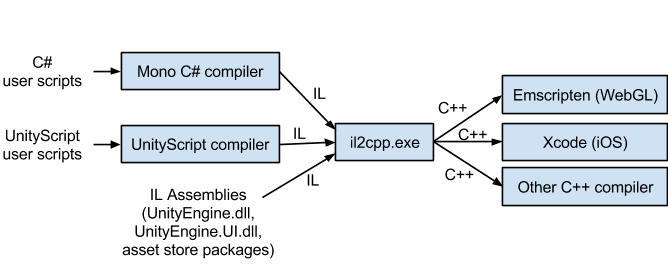 C#
user scripts
Mono C# compiler
IL
UnityScript
user scripts
UnityScript compiler
IL
IL Assemblies
(UnityEngine.dll,
UnityEngine.UI.dll,
asset store packages)
IL
il2cpp.exe
C++
Emscripten (WebGL)
C++
Xcode (iOS)
C++
Other C++ compiler